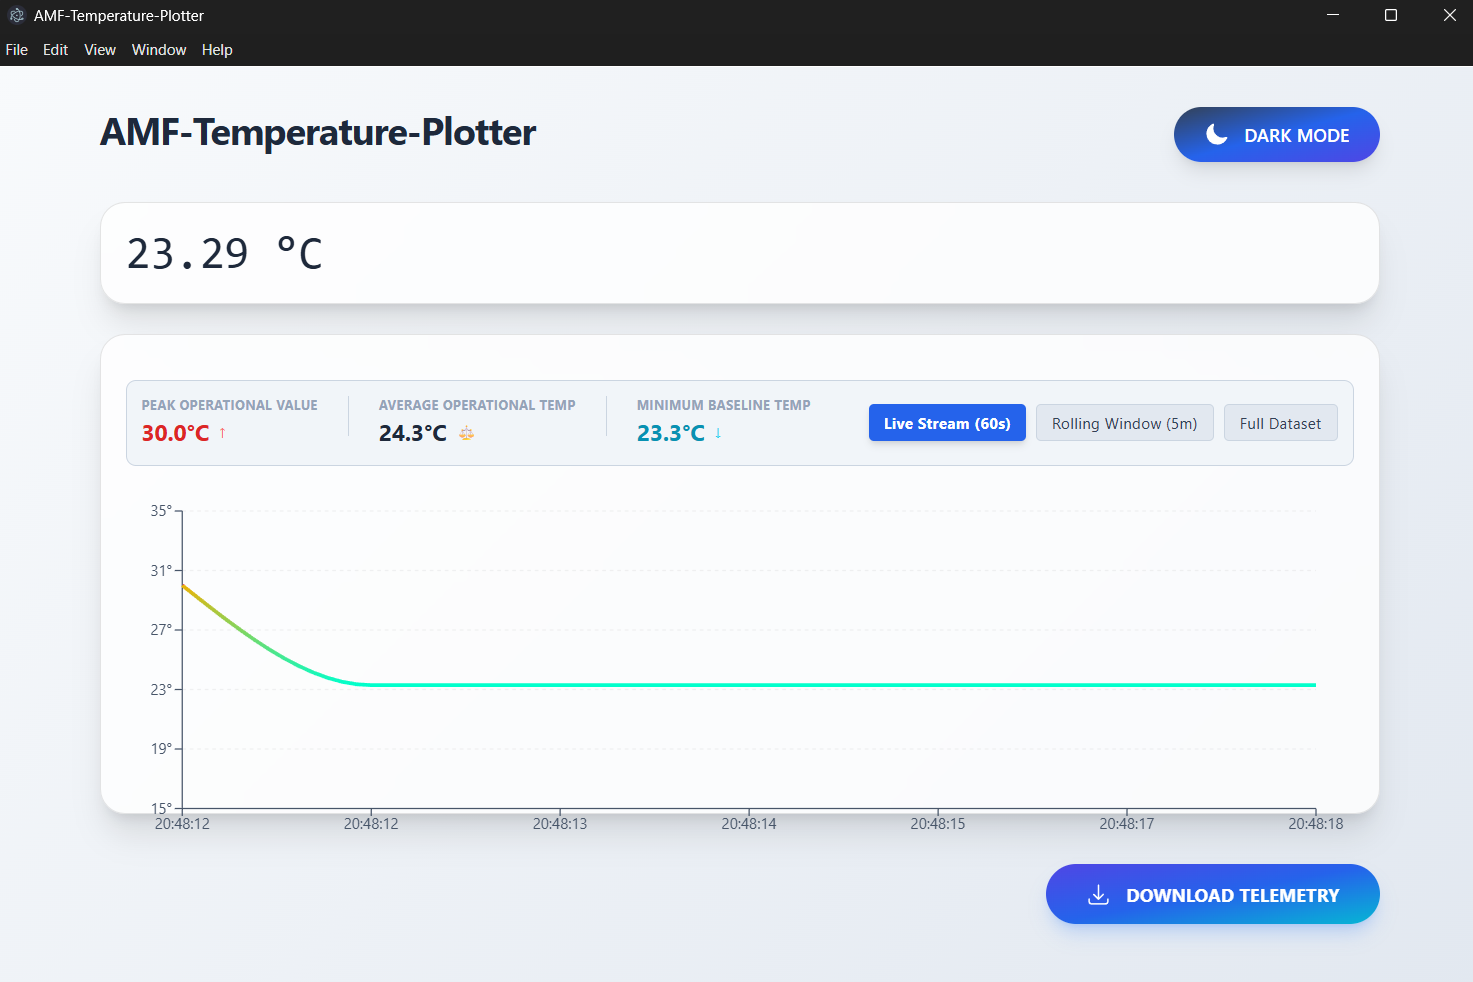 AMF-Temperature-Plotter
File Edit View Window Help
AMF-Temperature-Plotter
DARK MODE
23.29 °C
PEAK OPERATIONAL VALUE
30.0°C ↑
AVERAGE OPERATIONAL TEMP
24.3°C ⚖
MINIMUM BASELINE TEMP
23.3°C ↓
Live Stream (60s)
Rolling Window (5m)
Full Dataset
35°
31°
27°
23°
19°
15°
20:48:12 20:48:12 20:48:13 20:48:14 20:48:15 20:48:17 20:48:18
DOWNLOAD TELEMETRY